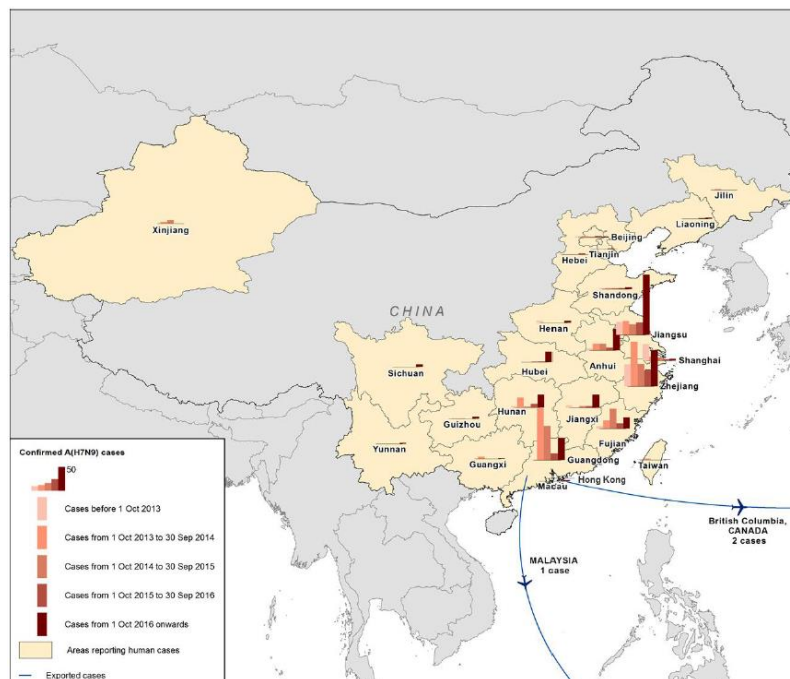 Jilin
Liaoning
Xinjiang
Beijing
Tianjin
Hebei
Shandong
CHINA
Henan
Jiangsu
Shanghai
Anhui
Hubei
Sichuan
Zhejiang
Hunan
Jiangxi
Guizhou
Fujian
Yunnan
Guangxi
Guangdong
Taiwan
Hong Kong
Macau
British Columbia,
CANADA
2 cases
MALAYSIA
1 case
Confirmed A(H7N9) cases
50
Cases before 1 Oct 2013
Cases from 1 Oct 2013 to 30 Sep 2014
Cases from 1 Oct 2014 to 30 Sep 2015
Cases from 1 Oct 2015 to 30 Sep 2016
Cases from 1 Oct 2016 onwards
Areas reporting human cases
Exported cases